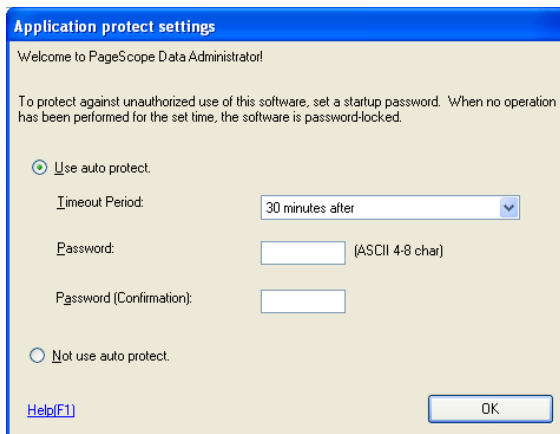 Application protect settings
Welcome to PageScope Data Administrator!
To protect against unauthorized use of this software, set a startup password. When no operation
has been performed for the set time, the software is password-locked.
Use auto protect.
Timeout Period:
30 minutes after
Password:
(ASCII 4-8 char)
Password (Confirmation):
Not use auto protect.
Help(F1)
OK